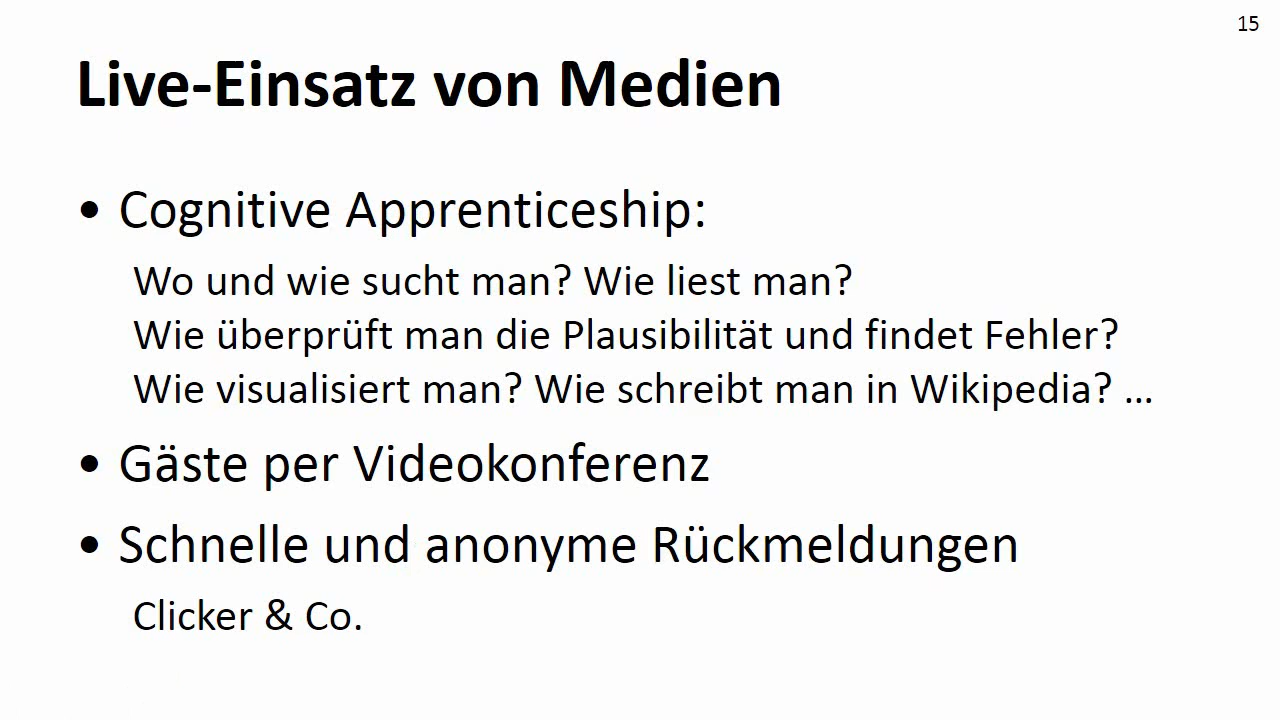 15
Live-Einsatz von Medien
• Cognitive Apprenticeship:
Wo und wie sucht man? Wie liest man?
Wie überprüft man die Plausibilität und findet Fehler?
Wie visualisiert man? Wie schreibt man in Wikipedia? ...
• Gäste per Videokonferenz
• Schnelle und anonyme Rückmeldungen
Clicker & Co.